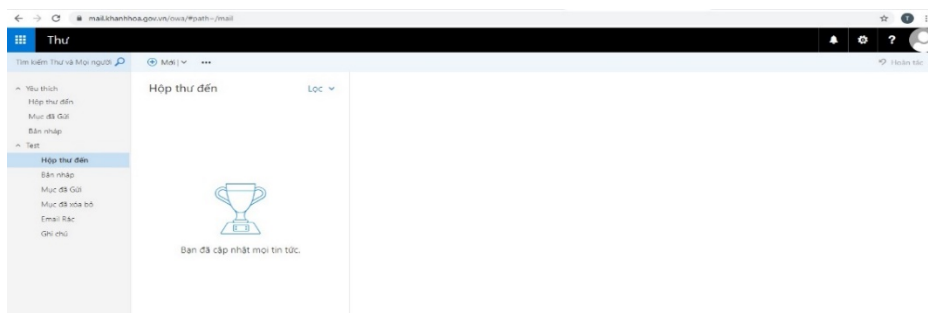 mail.khanhhoa.gov.vn/owa/#path=/mail
T
Thư
?
Tìm kiếm Thư và Mọi người
Mới
•••
Hoàn tác
Yêu thích
Hộp thư đến
Mục đã Gửi
Bản nháp
Test
Hộp thư đến
Bản nháp
Mục đã Gửi
Mục đã xóa bỏ
Email Rác
Ghi chú
Hộp thư đến
Lọc
Bạn đã cập nhật mọi tin tức.